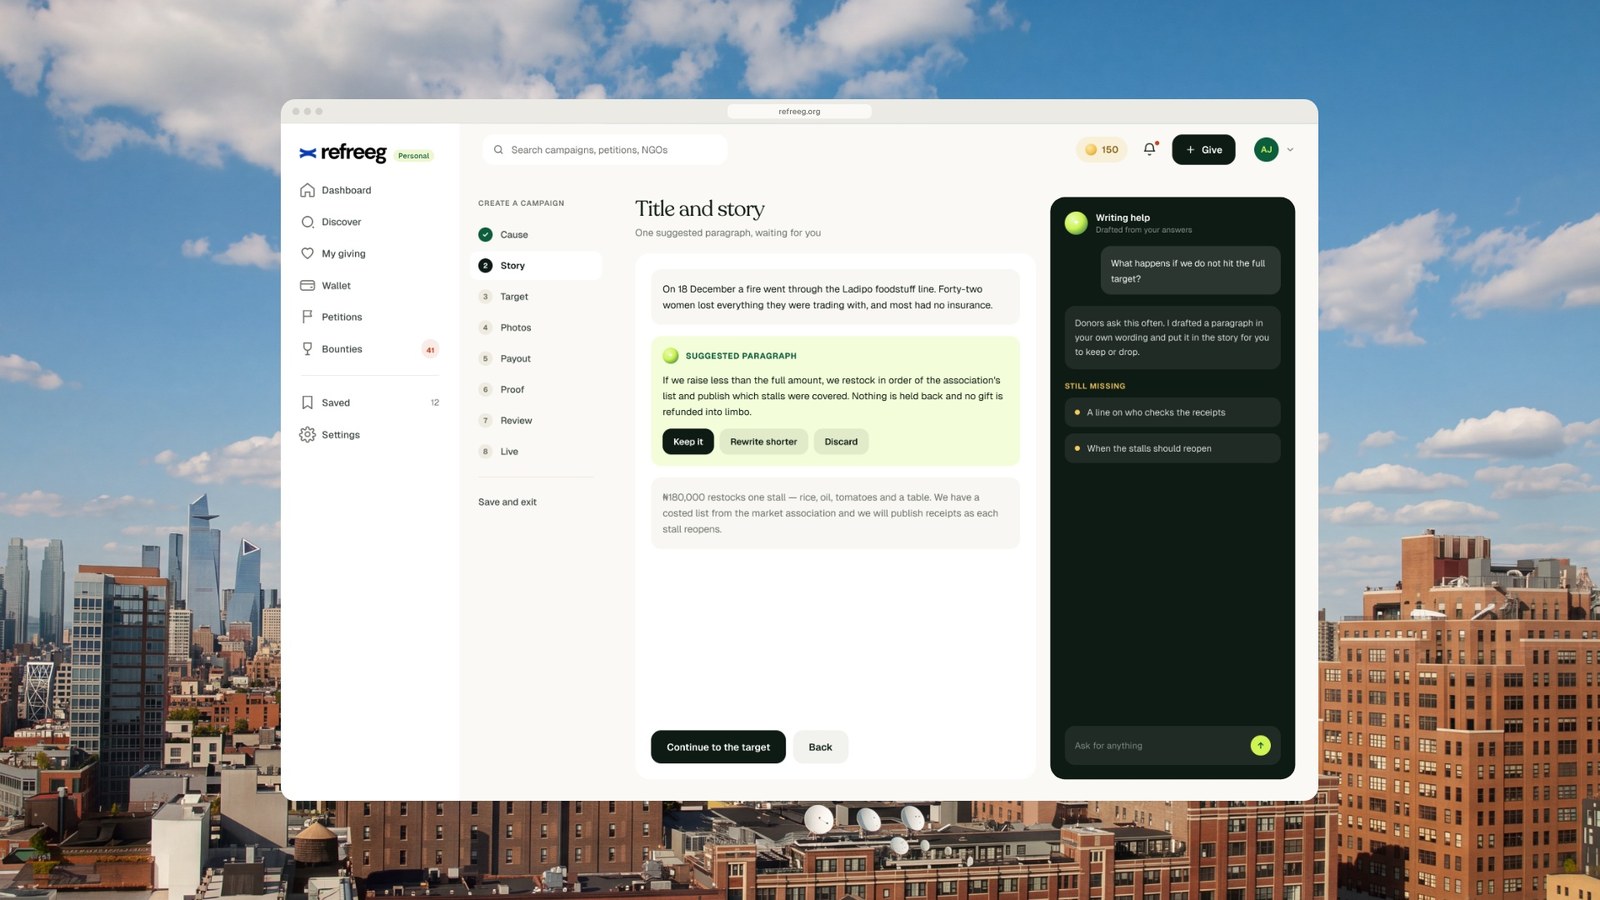 refreeg.org
refreeg Personal
Search campaigns, petitions, NGOs
150
+ Give
AJ
Dashboard
Discover
My giving
Wallet
Petitions
Bounties 41
Saved 12
Settings
CREATE A CAMPAIGN
Cause
2 Story
3 Target
4 Photos
5 Payout
6 Proof
7 Review
8 Live
Save and exit
Title and story
One suggested paragraph, waiting for you
On 18 December a fire went through the Ladipo foodstuff line. Forty-two
women lost everything they were trading with, and most had no insurance.
SUGGESTED PARAGRAPH
If we raise less than the full amount, we restock in order of the association's
list and publish which stalls were covered. Nothing is held back and no gift is
refunded into limbo.
Keep it
Rewrite shorter
Discard
₦180,000 restocks one stall — rice, oil, tomatoes and a table. We have a
costed list from the market association and we will publish receipts as each
stall reopens.
Continue to the target
Back
Writing help
Drafted from your answers
What happens if we do not hit the full
target?
Donors ask this often. I drafted a paragraph in
your own wording and put it in the story for you
to keep or drop.
STILL MISSING
A line on who checks the receipts
When the stalls should reopen
Ask for anything